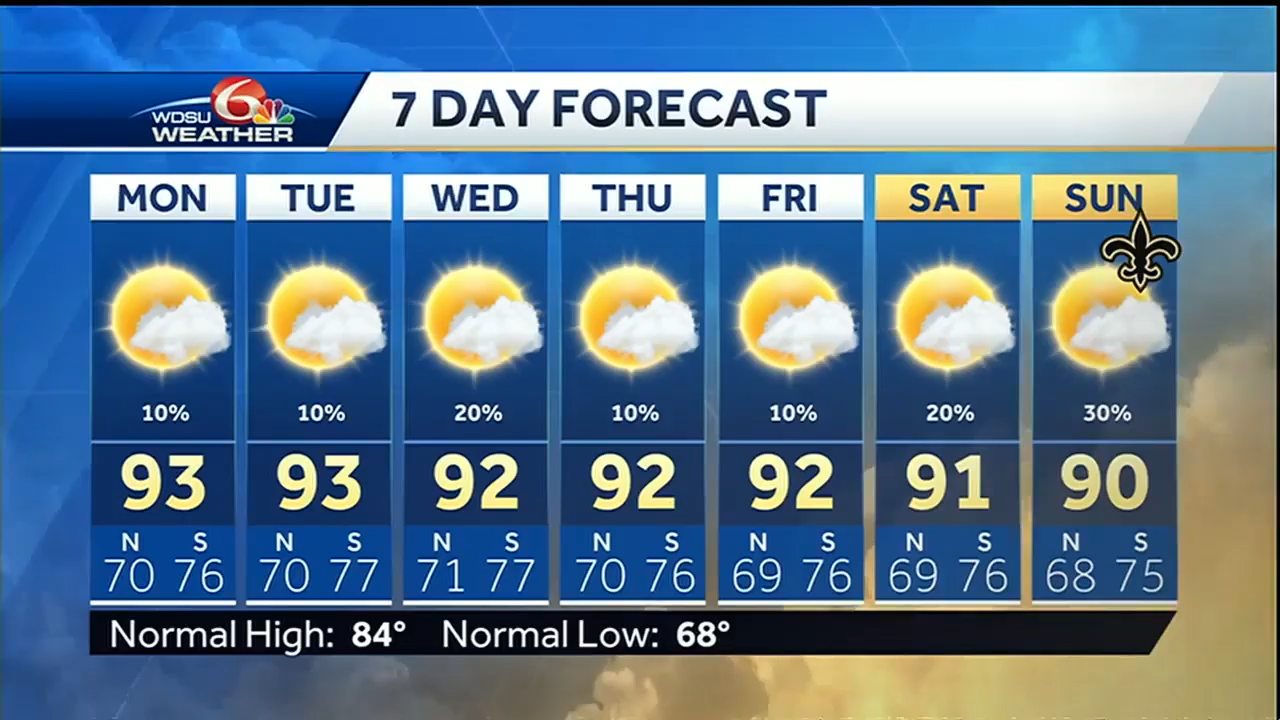 WDSU 6
WEATHER
7 DAY FORECAST
MON TUE WED THU FRI SAT SUN
10% 10% 20% 10% 10% 20% 30%
93 93 92 92 92 91 90
N S N S N S N S N S N S N S
70 76 70 77 71 77 70 76 69 76 69 76 68 75
Normal High: 84° Normal Low: 68°